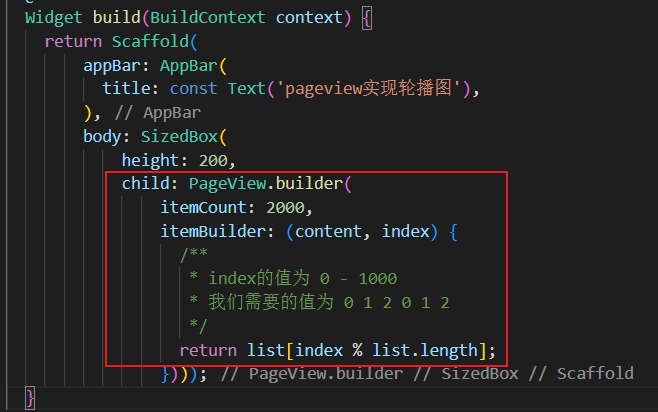 Widget build(BuildContext context) {
return Scaffold(
appBar: AppBar(
title: const Text('pageview实现轮播图'),
), // AppBar
body: SizedBox(
height: 200,
child: PageView.builder(
itemCount: 2000,
itemBuilder: (content, index) {
/**
* index的值为 0 - 1000
* 我们需要的值为 0 1 2 0 1 2
*/
return list[index % list.length];
}))); // PageView.builder // SizedBox // Scaffold
}